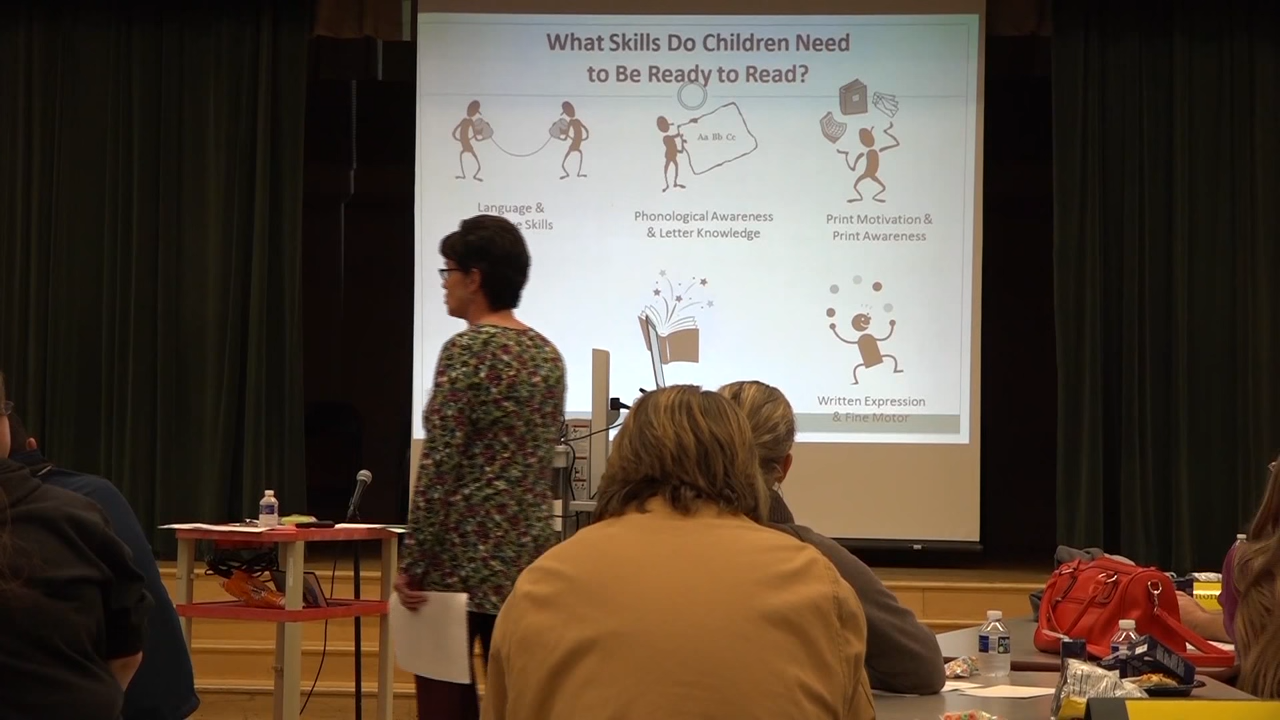 What Skills Do Children Need
to Be Ready to Read?
Aa Bb Cc
Language &
Skills
Phonological Awareness
& Letter Knowledge
Print Motivation &
Print Awareness
Written Expression
& Fine Motor